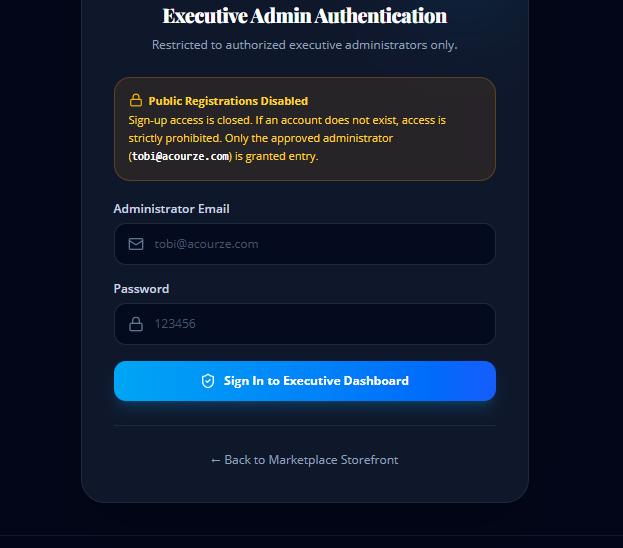 Executive Admin Authentication
Restricted to authorized executive administrators only.
Public Registrations Disabled
Sign-up access is closed. If an account does not exist, access is
strictly prohibited. Only the approved administrator
(tobi@acourze.com) is granted entry.
Administrator Email
tobi@acourze.com
Password
123456
Sign In to Executive Dashboard
← Back to Marketplace Storefront